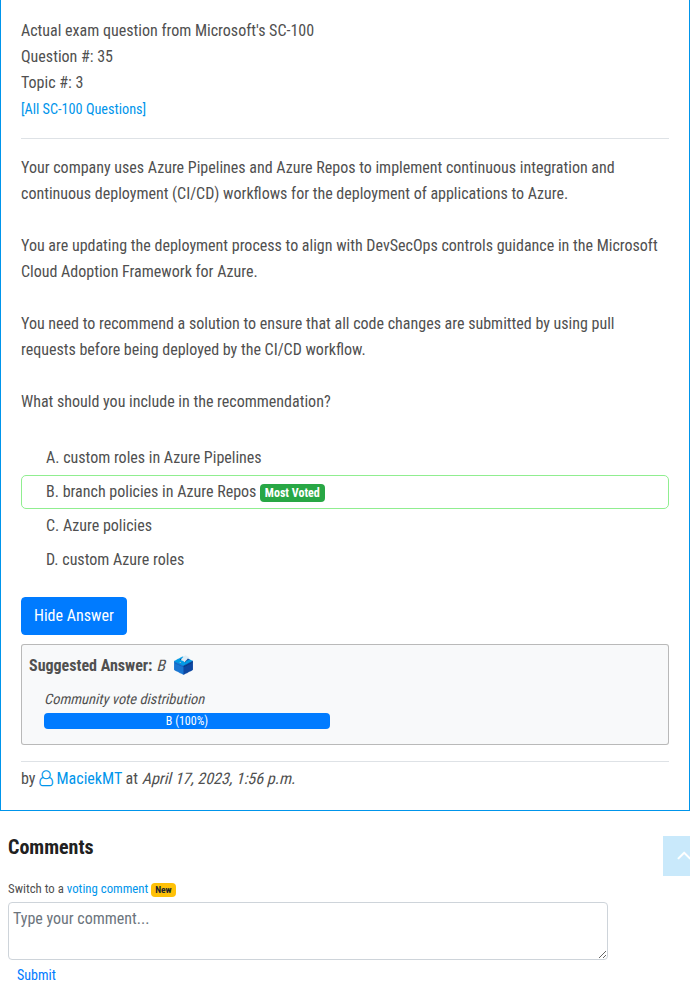 Actual exam question from Microsoft's SC-100
Question #: 35
Topic #: 3
[All SC-100 Questions]
Your company uses Azure Pipelines and Azure Repos to implement continuous integration and
continuous deployment (CI/CD) workflows for the deployment of applications to Azure.
You are updating the deployment process to align with DevSecOps controls guidance in the Microsoft
Cloud Adoption Framework for Azure.
You need to recommend a solution to ensure that all code changes are submitted by using pull
requests before being deployed by the CI/CD workflow.
What should you include in the recommendation?
A. custom roles in Azure Pipelines
B. branch policies in Azure Repos Most Voted
C. Azure policies
D. custom Azure roles
Hide Answer
Suggested Answer: B
Community vote distribution
B (100%)
by MaciekMT at April 17, 2023, 1:56 p.m.
Comments
Switch to a voting comment New
Type your comment...
Submit